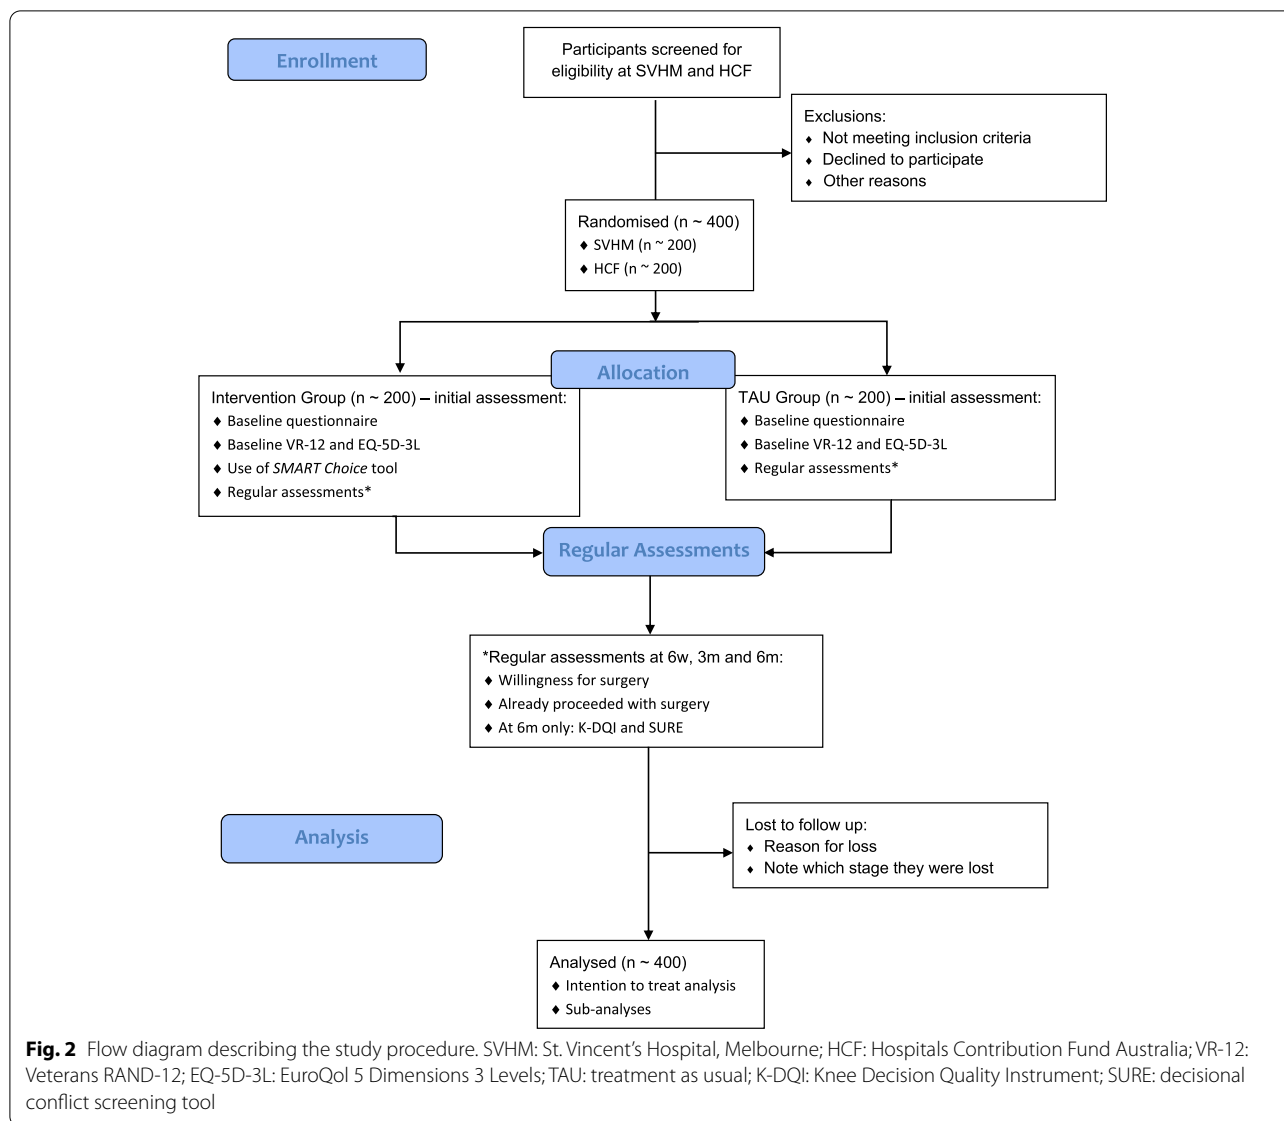 Enrollment
Participants screened for
eligibility at SVHM and HCF
Exclusions:
♦ Not meeting inclusion criteria
♦ Declined to participate
♦ Other reasons
Randomised (n ~ 400)
♦ SVHM (n ~ 200)
♦ HCF (n ~ 200)
Allocation
Intervention Group (n ~ 200) – initial assessment:
♦ Baseline questionnaire
♦ Baseline VR-12 and EQ-5D-3L
♦ Use of SMART Choice tool
♦ Regular assessments*
TAU Group (n ~ 200) – initial assessment:
♦ Baseline questionnaire
♦ Baseline VR-12 and EQ-5D-3L
♦ Regular assessments*
Regular Assessments
*Regular assessments at 6w, 3m and 6m:
♦ Willingness for surgery
♦ Already proceeded with surgery
♦ At 6m only: K-DQI and SURE
Analysis
Lost to follow up:
♦ Reason for loss
♦ Note which stage they were lost
Analysed (n ~ 400)
♦ Intention to treat analysis
♦ Sub-analyses
Fig. 2 Flow diagram describing the study procedure. SVHM: St. Vincent's Hospital, Melbourne; HCF: Hospitals Contribution Fund Australia; VR-12:
Veterans RAND-12; EQ-5D-3L: EuroQol 5 Dimensions 3 Levels; TAU: treatment as usual; K-DQI: Knee Decision Quality Instrument; SURE: decisional
conflict screening tool